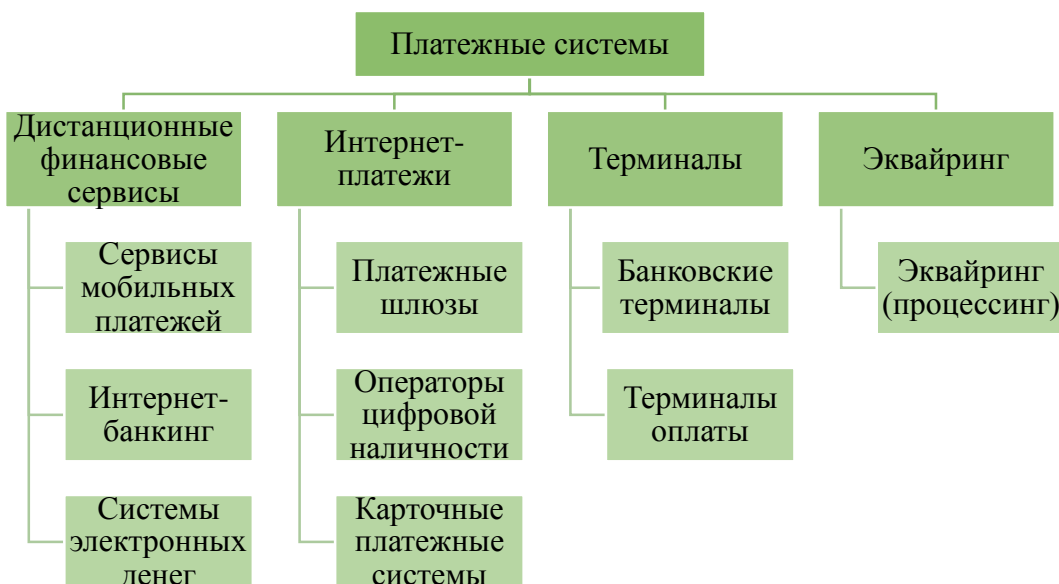 Платежные системы
Дистанционные
финансовые
сервисы
Интернет-
платежи
Терминалы
Эквайринг
Сервисы
мобильных
платежей
Платежные
шлюзы
Банковские
терминалы
Эквайринг
(процессинг)
Интернет-
банкинг
Операторы
цифровой
наличности
Терминалы
оплаты
Системы
электронных
денег
Карточные
платежные
системы